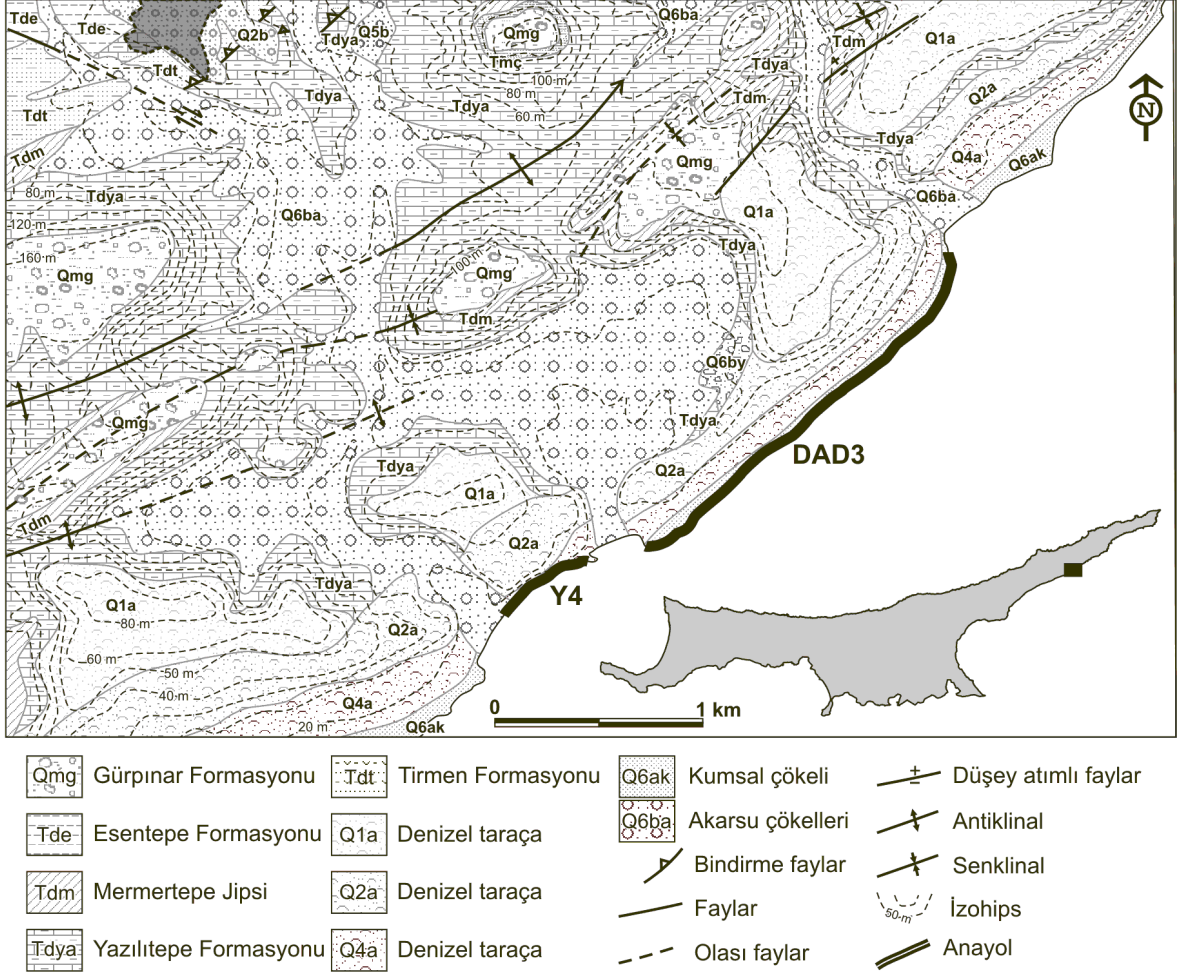 Tde
Tde
Q2b
Tdya
Q5b
Q6ba
Qmg
Tmç
Tdm
Q1a
Tdt
Tdya
Tdya
100 m
80 m
60 m
Tdya
Tdm
Q2a
N
Tdt
Tdm
Qmg
Tdya
Q4a
Q6ak
80 m
Tdya
Q6ba
Q6ba
120 m
Q1a
160 m
Qmg
100 m
Qmg
Tdya
Tdm
Q6by
Qmg
Tdya
DAD3
Tdya
Q2a
Q1a
Tdm
Q2a
Tdya
Y4
Q1a
80 m
Q2a
60 m
50 m
40 m
Q4a
20 m
Q6ak
0
1 km
Qmg Gürpınar Formasyonu
Tdt Tirmen Formasyonu
Q6ak Kumsal çökeli
± Düşey atımlı faylar
Tde Esentepe Formasyonu
Q1a Denizel taraça
Q6ba Akarsu çökelleri
Antiklinal
Tdm Mermertepe Jipsi
Q2a Denizel taraça
Bindirme faylar
Senklinal
Tdya Yazılıtepe Formasyonu
Q4a Denizel taraça
Faylar
50 m İzohips
Olası faylar
Anayol